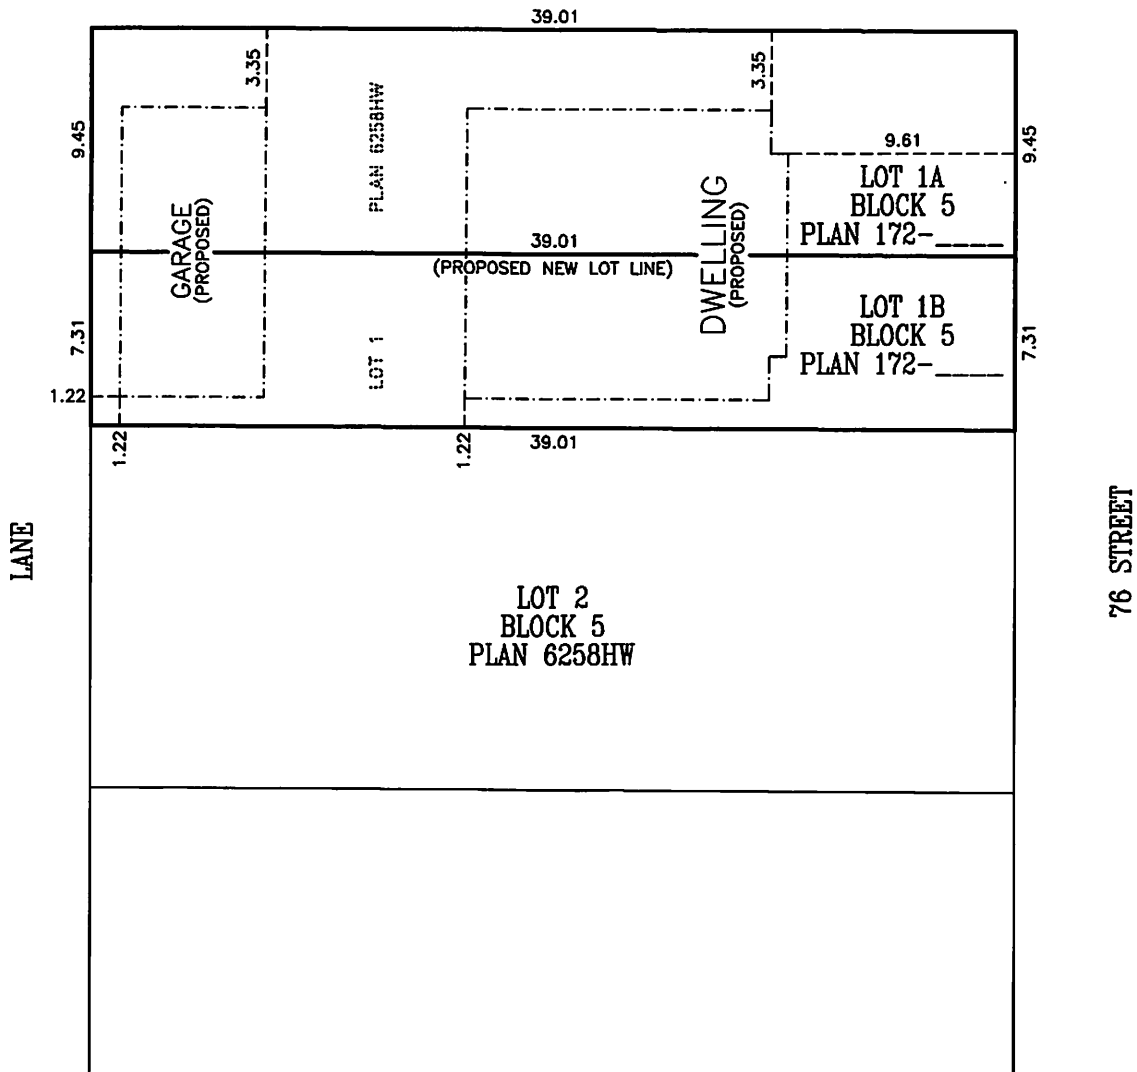 39.01
3.35
3.35
PLAN 6258HW
9.45
9.45
9.61
LOT 1A
BLOCK 5
PLAN 172-____
GARAGE
(PROPOSED)
DWELLING
(PROPOSED)
39.01
(PROPOSED NEW LOT LINE)
LOT 1B
BLOCK 5
PLAN 172-____
7.31
7.31
LOT 1
1.22
1.22
1.22
39.01
LANE
76 STREET
LOT 2
BLOCK 5
PLAN 6258HW